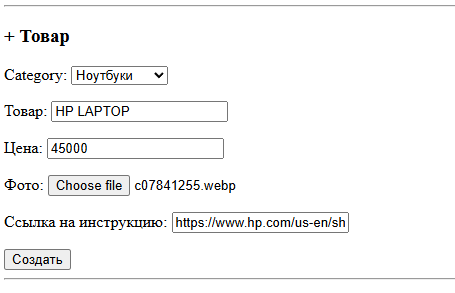 + Товар
Category: Ноутбуки
Товар: HP LAPTOP
Цена: 45000
Фото: Choose file c07841255.webp
Ссылка на инструкцию: https://www.hp.com/us-en/sh
Создать